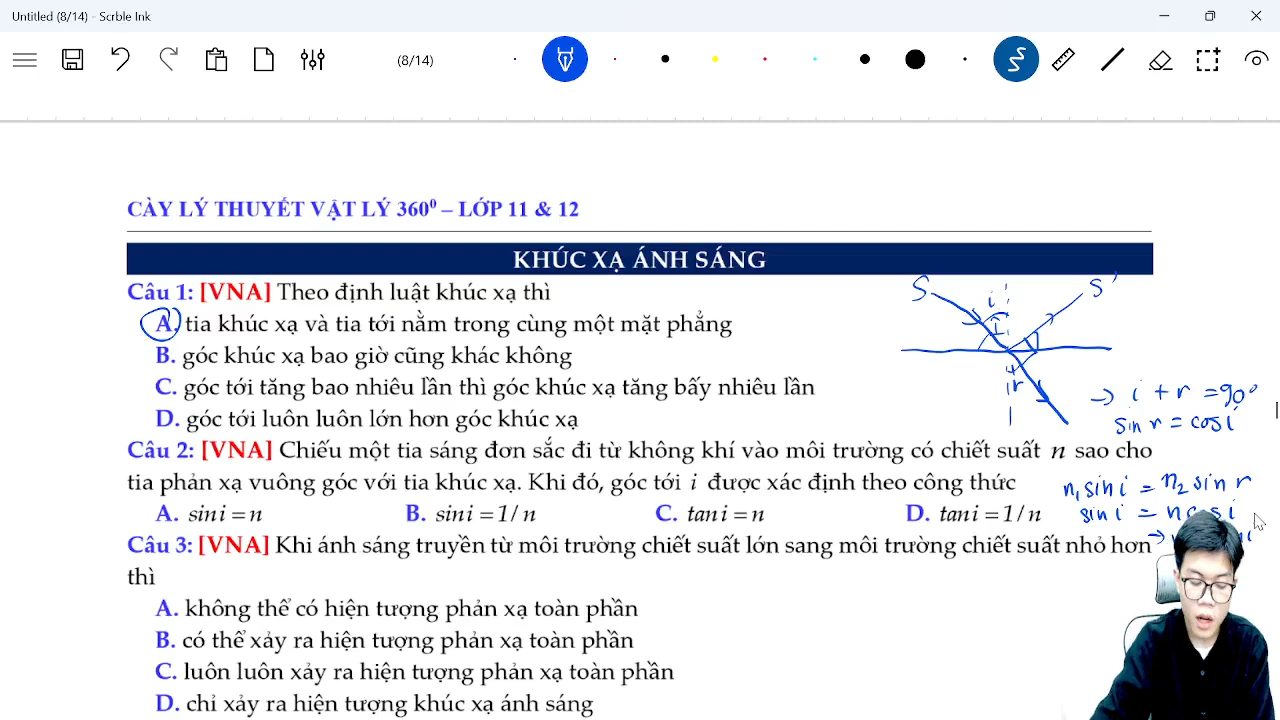 Untitled (8/14) - Scrble Ink
(8/14)
CÀY LÝ THUYẾT VẬT LÝ 360⁰ – LỚP 11 & 12
KHÚC XẠ ÁNH SÁNG
Câu 1: [VNA] Theo định luật khúc xạ thì
A. tia khúc xạ và tia tới nằm trong cùng một mặt phẳng
B. góc khúc xạ bao giờ cũng khác không
C. góc tới tăng bao nhiêu lần thì góc khúc xạ tăng bấy nhiêu lần
D. góc tới luôn luôn lớn hơn góc khúc xạ
S i S'
r
→ i + r = 90°
sin r = cos i
Câu 2: [VNA] Chiếu một tia sáng đơn sắc đi từ không khí vào môi trường có chiết suất n sao cho
tia phản xạ vuông góc với tia khúc xạ. Khi đó, góc tới i được xác định theo công thức
A. sin i = n B. sin i = 1/n C. tan i = n D. tan i = 1/n
n₁ sin i = n₂ sin r
sin i = n cos i
Câu 3: [VNA] Khi ánh sáng truyền từ môi trường chiết suất lớn sang môi trường chiết suất nhỏ hơn
thì
A. không thể có hiện tượng phản xạ toàn phần
B. có thể xảy ra hiện tượng phản xạ toàn phần
C. luôn luôn xảy ra hiện tượng phản xạ toàn phần
D. chỉ xảy ra hiện tượng khúc xạ ánh sáng